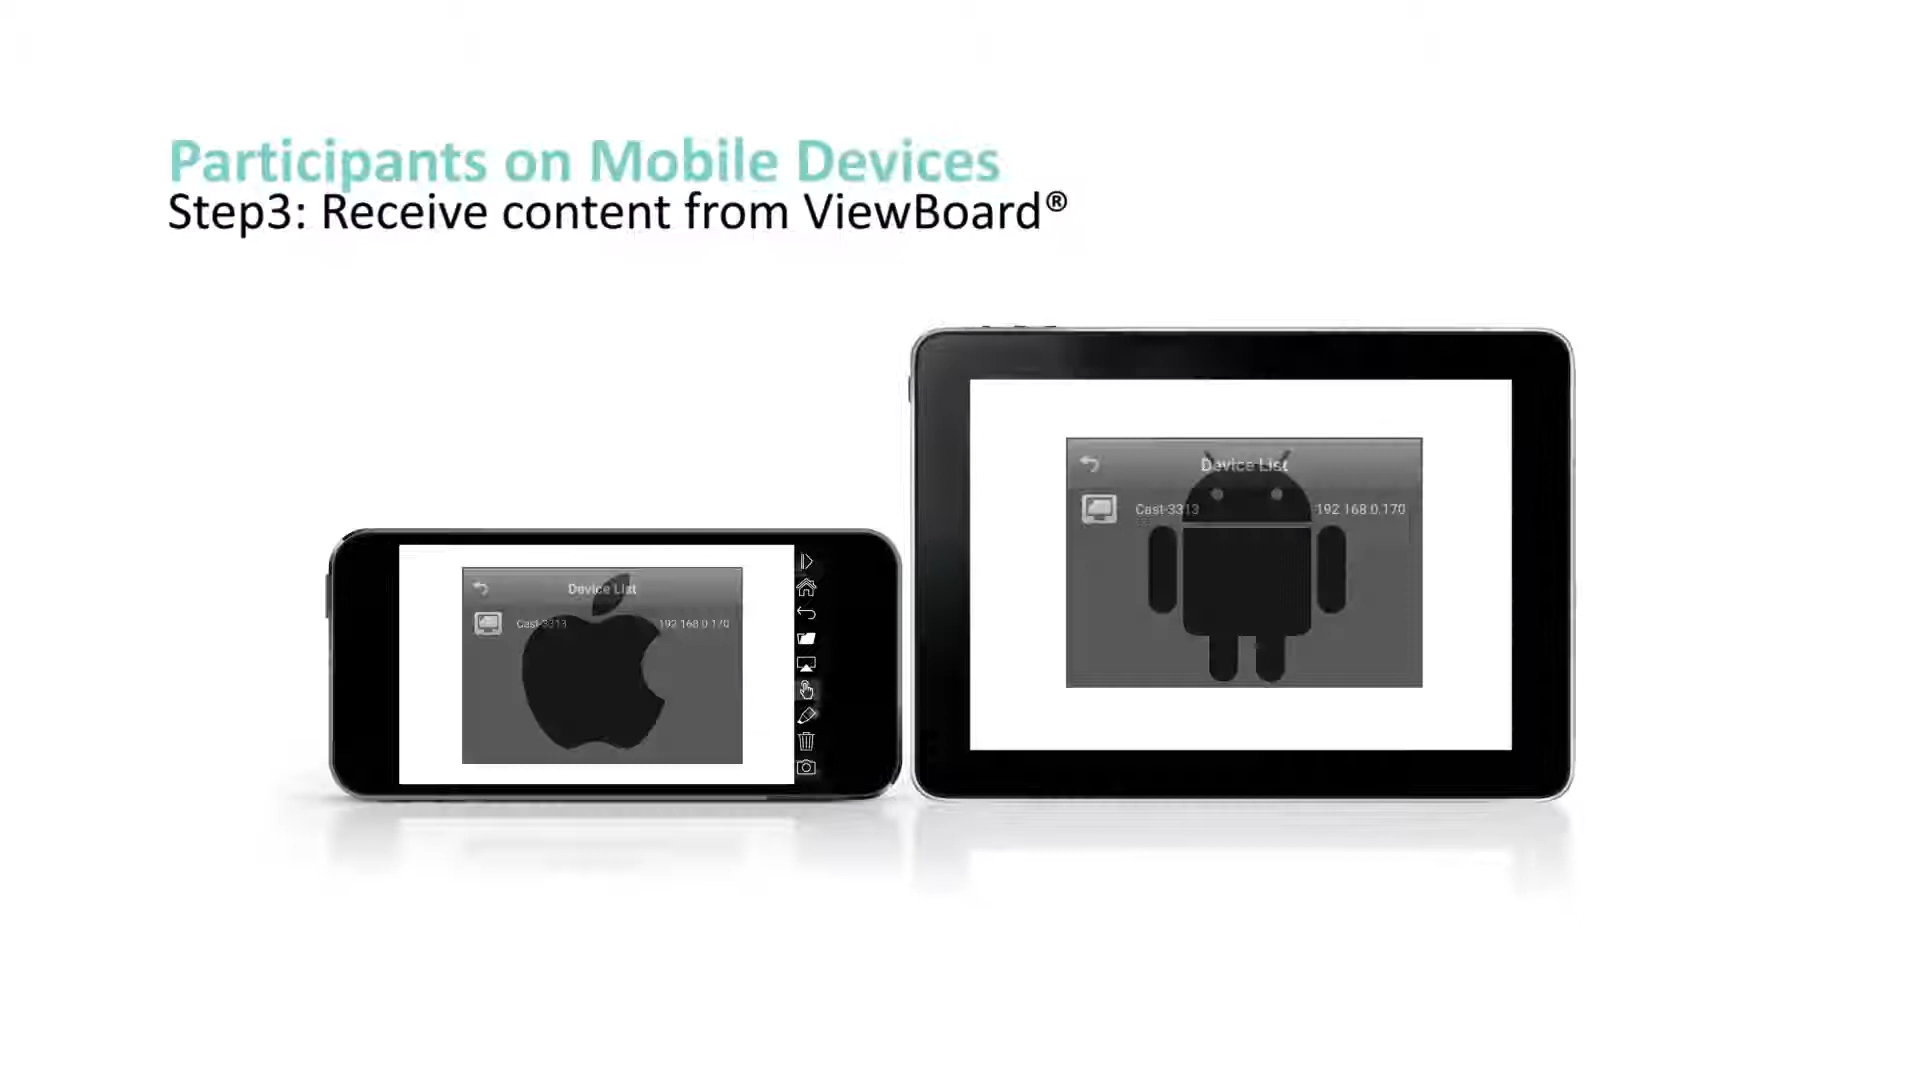 Participants on Mobile Devices
Step3: Receive content from ViewBoard®
Device List
Cast-3313 192 168 0.170
Device List
Cast-3313 192 168 0 170